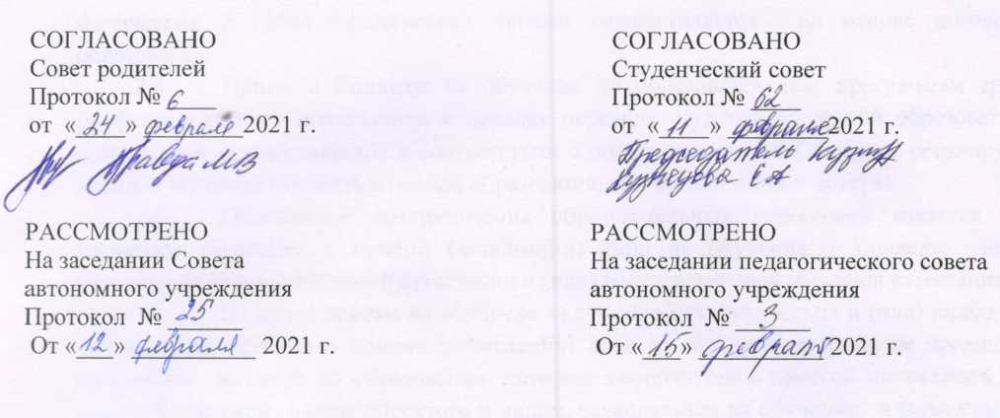 СОГЛАСОВАНО
Совет родителей
Протокол № 6
от « 24 » февраля 2021 г.
СОГЛАСОВАНО
Студенческий совет
Протокол № 02
от « 11 » февраля 2021 г.
Председатель
Кузнецова Е.А
РАССМОТРЕНО
На заседании Совета
автономного учреждения
Протокол № 25
От « 12 » февраля 2021 г.
РАССМОТРЕНО
На заседании педагогического совета
автономного учреждения
Протокол № 3
От « 15 » февраля 2021 г.